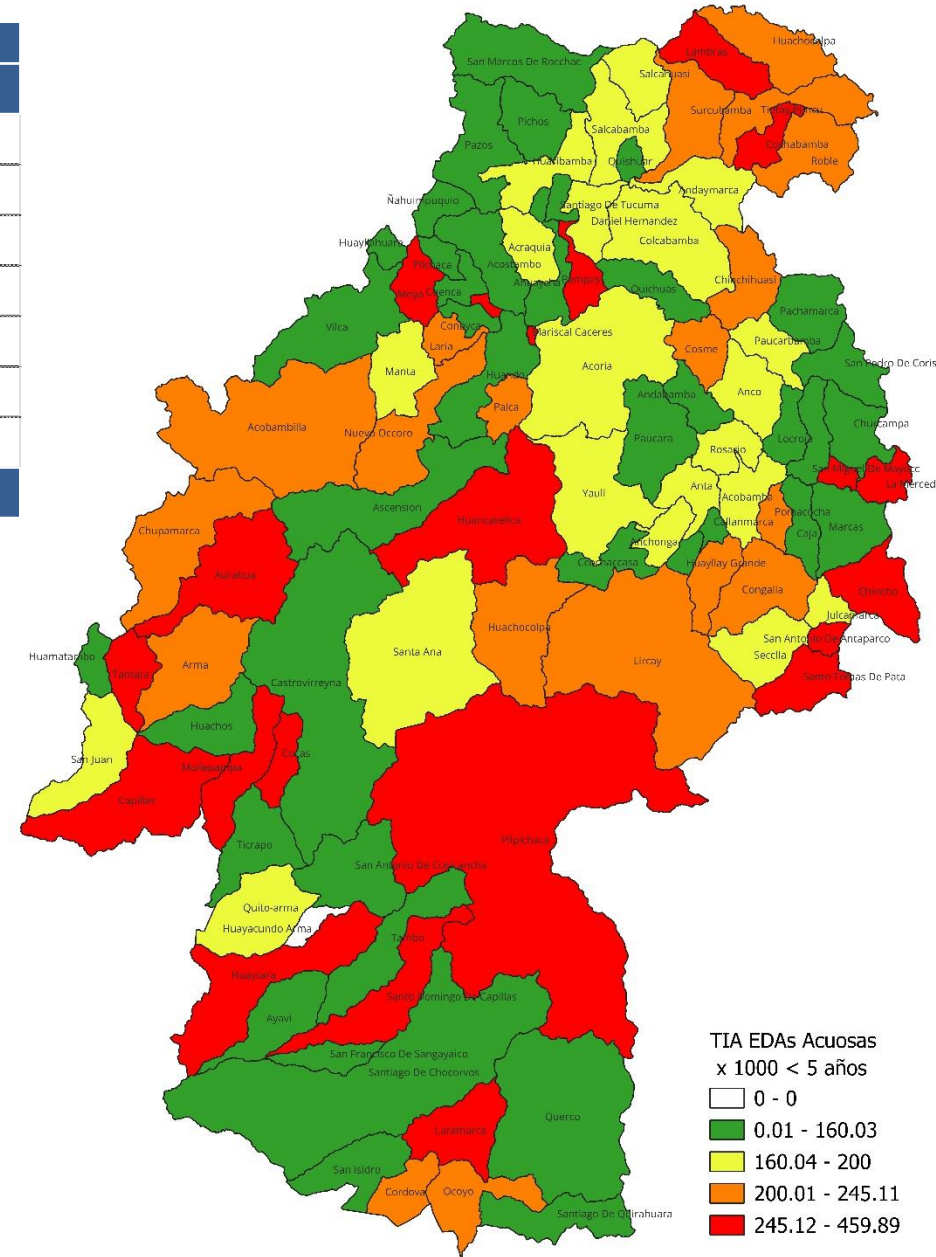 Huachocolpa
Lambras
San Marcos De Rocchac
Salcahuasi
Surcubamba
Tintay Puncu
Pichos
Salcabamba
Cochabamba
Pazos
Huaribamba
Quishuar
Roble
Andaymarca
Ñahuimpuquio
Santiago De Tucuma
Daniel Hernandez
Colcabamba
Huayllahuara
Acraquia
Pilchaca
Acostambo
Pampas
Chinchihuasi
Moya
Cuenca
Ahuaycha
Quichuas
Pachamarca
Vilca
Conayca
Mariscal Caceres
Laria
Cosme
Paucarbamba
San Pedro De Coris
Manta
Huando
Acoria
Andabamba
Anco
Palca
Acobambilla
Nuevo Occoro
Paucara
Locroja
Churcampa
Rosario
San Miguel De Mayocc
La Merced
Yauli
Anta
Acobamba
Ascension
Huancavelica
Pomacocha
Callanmarca
Caja
Marcas
Chupamarca
Anchonga
Ccochaccasa
Huayllay Grande
Aurahua
Congalla
Chincho
Julcamarca
Huachocolpa
San Antonio De Antaparco
Huamatambo
Santa Ana
Secclla
Tantara
Arma
Lircay
Santo Tomas De Pata
Castrovirreyna
Huachos
Cocas
San Juan
Mollepampa
Capillas
Pilpichaca
Ticrapo
San Antonio De Cusicancha
Quito-arma
Huayacundo Arma
Tambo
Huaytara
Santo Domingo De Capillas
Ayavi
San Francisco De Sangayaico
Santiago De Chocorvos
Querco
Laramarca
San Isidro
Cordova
Ocoyo
Santiago De Quirahuara
TIA EDAs Acuosas
x 1000 < 5 años
0 - 0
0.01 - 160.03
160.04 - 200
200.01 - 245.11
245.12 - 459.89